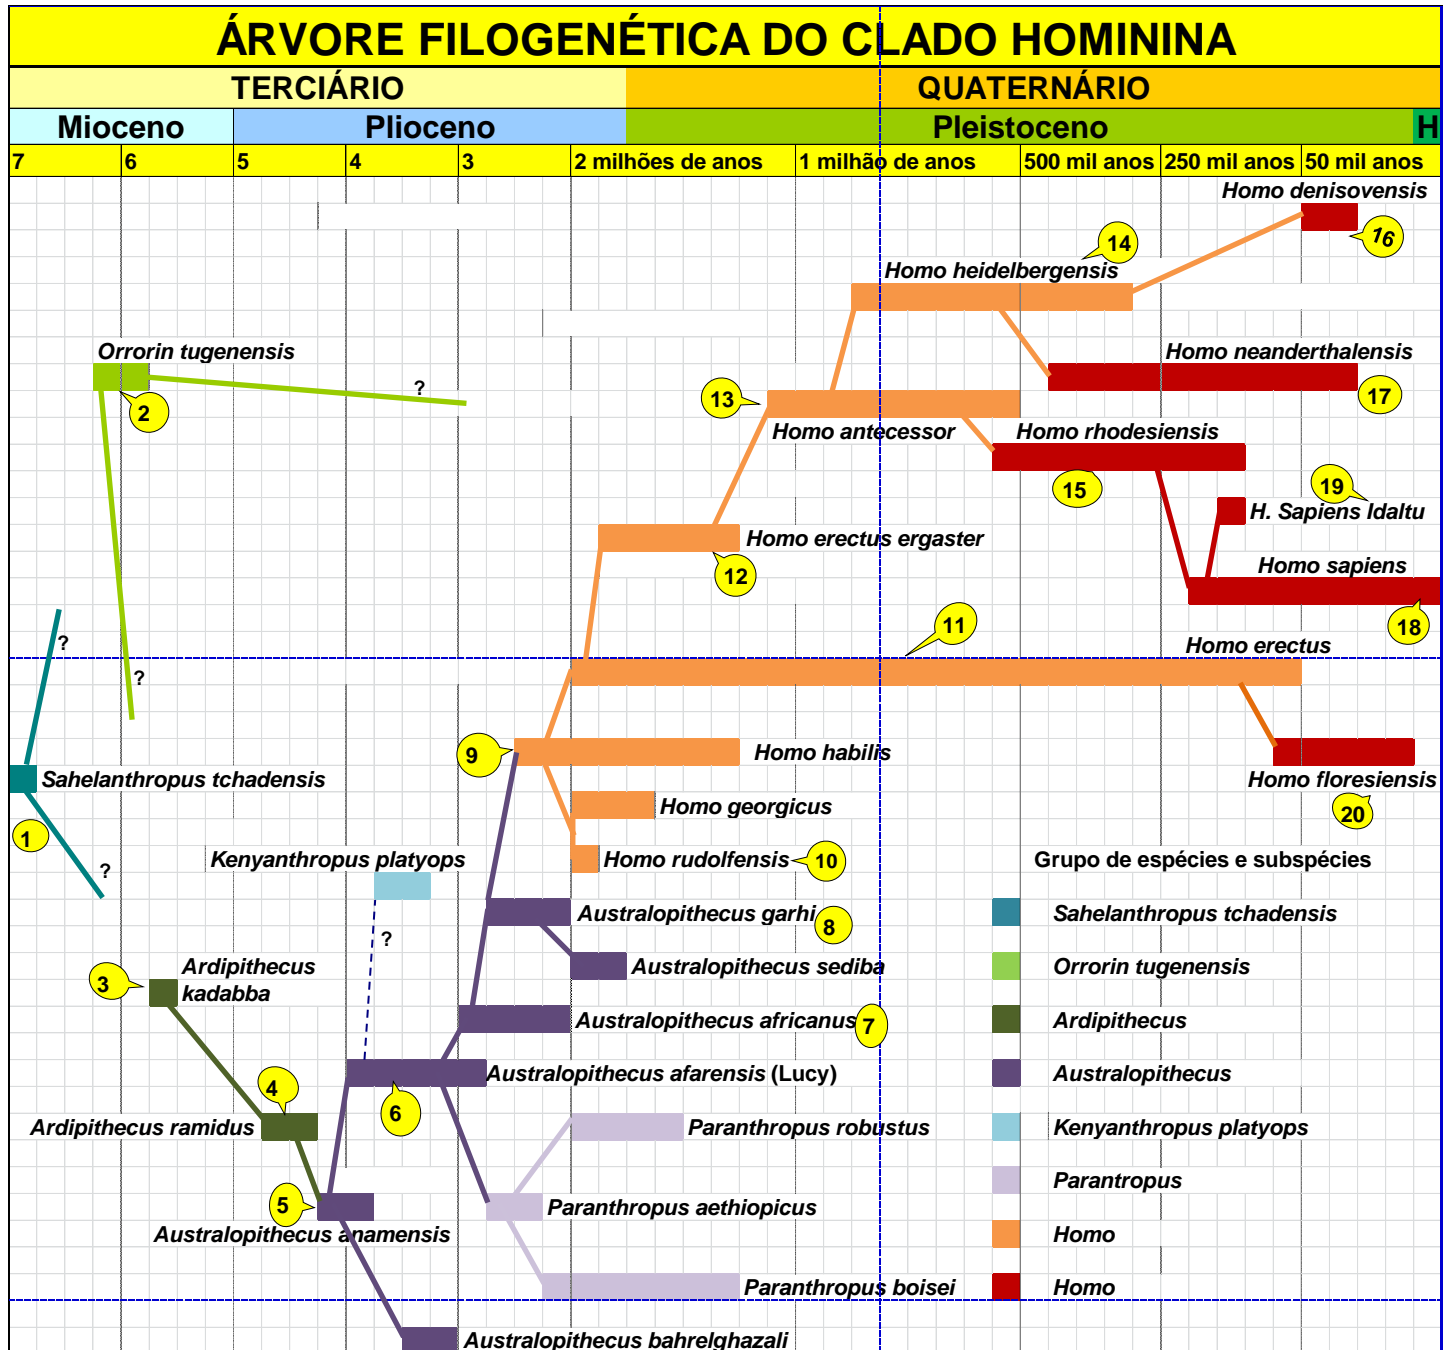 ÁRVORE FILOGENÉTICA DO CLADO HOMININA
TERCIÁRIO QUATERNÁRIO
Mioceno Plioceno Pleistoceno H
7 6 5 4 3 2 milhões de anos 1 milhão de anos 500 mil anos 250 mil anos 50 mil anos
Homo denisovensis
16
14
Homo heidelbergensis
Orrorin tugenensis
Homo neanderthalensis
?
2
13
17
Homo antecessor
Homo rhodesiensis
15
19
H. Sapiens Idaltu
Homo erectus ergaster
12
Homo sapiens
18
11
?
Homo erectus
?
9
Homo habilis
Sahelanthropus tchadensis
Homo floresiensis
Homo georgicus
20
1
?
Kenyanthropus platyops
Homo rudolfensis
10
Grupo de espécies e subspécies
Australopithecus garhi
8
Sahelanthropus tchadensis
?
Ardipithecus
kadabba
3
Australopithecus sediba
Orrorin tugenensis
Australopithecus africanus
7
Ardipithecus
4
Australopithecus afarensis (Lucy)
Australopithecus
6
Ardipithecus ramidus
Paranthropus robustus
Kenyanthropus platyops
Parantropus
5
Paranthropus aethiopicus
Australopithecus anamensis
Homo
Paranthropus boisei
Homo
Australopithecus bahrelghazali